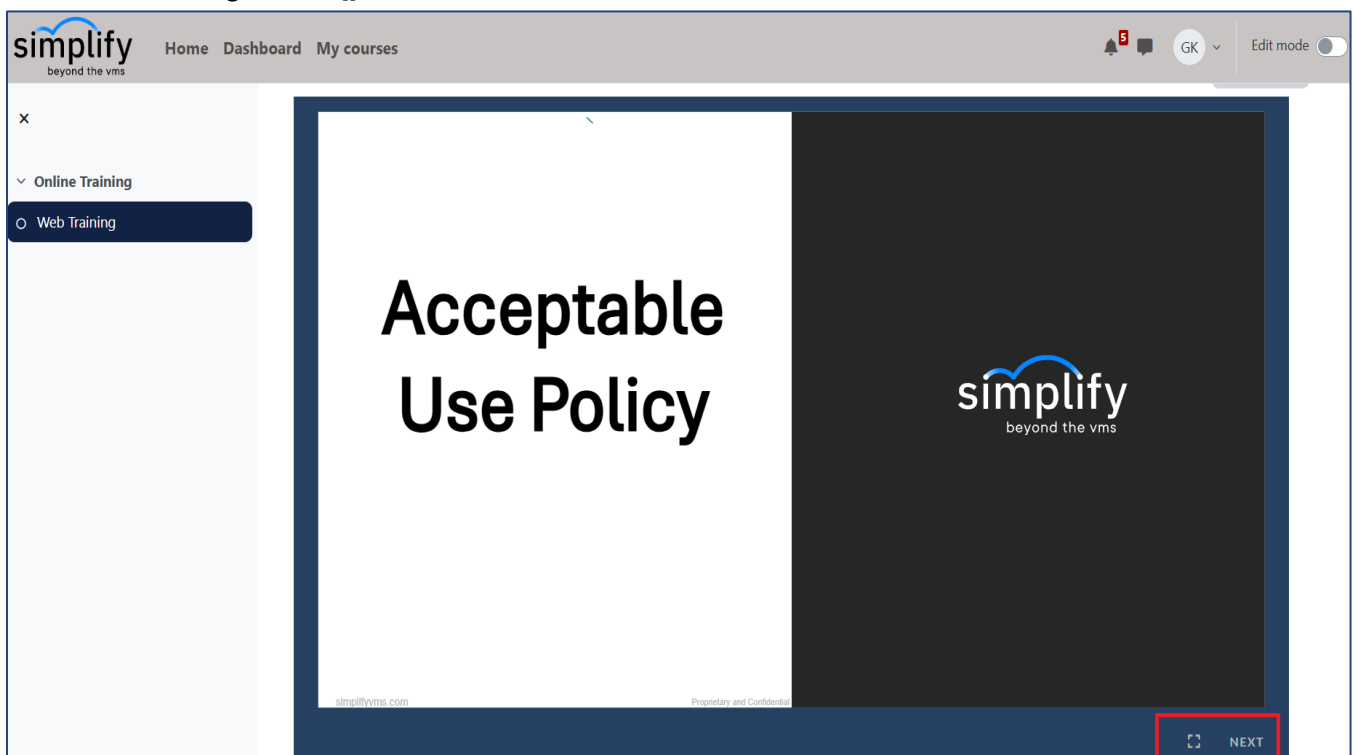 simplify
beyond the vms
Home Dashboard My courses
5
GK
Edit mode
Online Training
Web Training
Acceptable
Use Policy
simplify
beyond the vms
simplifyvms.com
Proprietary and Confidential
NEXT